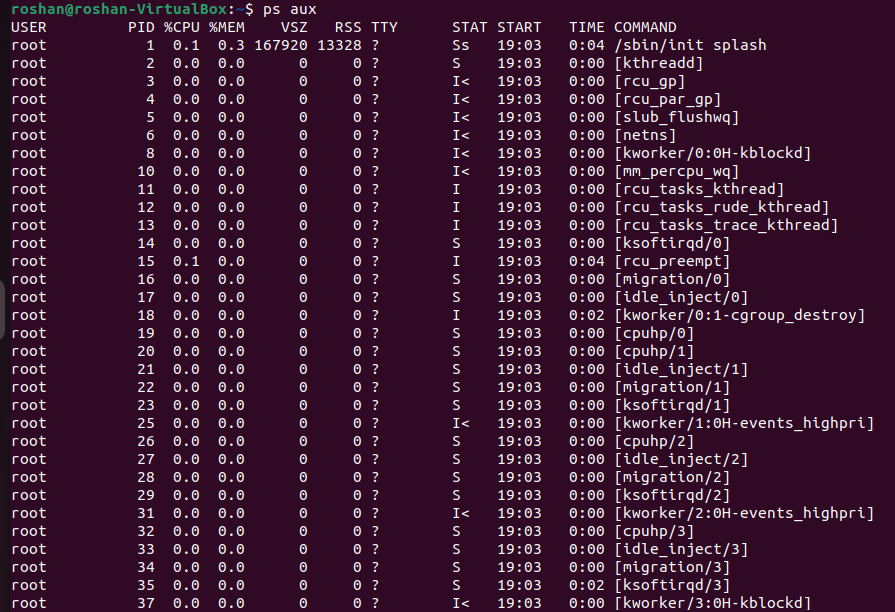 roshan@roshan-VirtualBox:~$ ps aux
USER PID %CPU %MEM VSZ RSS TTY STAT START TIME COMMAND
root 1 0.1 0.3 167920 13328 ? Ss 19:03 0:04 /sbin/init splash
root 2 0.0 0.0 0 0 ? S 19:03 0:00 [kthreadd]
root 3 0.0 0.0 0 0 ? I< 19:03 0:00 [rcu_gp]
root 4 0.0 0.0 0 0 ? I< 19:03 0:00 [rcu_par_gp]
root 5 0.0 0.0 0 0 ? I< 19:03 0:00 [slub_flushwq]
root 6 0.0 0.0 0 0 ? I< 19:03 0:00 [netns]
root 8 0.0 0.0 0 0 ? I< 19:03 0:00 [kworker/0:0H-kblockd]
root 10 0.0 0.0 0 0 ? I< 19:03 0:00 [mm_percpu_wq]
root 11 0.0 0.0 0 0 ? I 19:03 0:00 [rcu_tasks_kthread]
root 12 0.0 0.0 0 0 ? I 19:03 0:00 [rcu_tasks_rude_kthread]
root 13 0.0 0.0 0 0 ? I 19:03 0:00 [rcu_tasks_trace_kthread]
root 14 0.0 0.0 0 0 ? S 19:03 0:00 [ksoftirqd/0]
root 15 0.1 0.0 0 0 ? I 19:03 0:04 [rcu_preempt]
root 16 0.0 0.0 0 0 ? S 19:03 0:00 [migration/0]
root 17 0.0 0.0 0 0 ? S 19:03 0:00 [idle_inject/0]
root 18 0.0 0.0 0 0 ? I 19:03 0:02 [kworker/0:1-cgroup_destroy]
root 19 0.0 0.0 0 0 ? S 19:03 0:00 [cpuhp/0]
root 20 0.0 0.0 0 0 ? S 19:03 0:00 [cpuhp/1]
root 21 0.0 0.0 0 0 ? S 19:03 0:00 [idle_inject/1]
root 22 0.0 0.0 0 0 ? S 19:03 0:00 [migration/1]
root 23 0.0 0.0 0 0 ? S 19:03 0:00 [ksoftirqd/1]
root 25 0.0 0.0 0 0 ? I< 19:03 0:00 [kworker/1:0H-events_highpri]
root 26 0.0 0.0 0 0 ? S 19:03 0:00 [cpuhp/2]
root 27 0.0 0.0 0 0 ? S 19:03 0:00 [idle_inject/2]
root 28 0.0 0.0 0 0 ? S 19:03 0:00 [migration/2]
root 29 0.0 0.0 0 0 ? S 19:03 0:00 [ksoftirqd/2]
root 31 0.0 0.0 0 0 ? I< 19:03 0:00 [kworker/2:0H-events_highpri]
root 32 0.0 0.0 0 0 ? S 19:03 0:00 [cpuhp/3]
root 33 0.0 0.0 0 0 ? S 19:03 0:00 [idle_inject/3]
root 34 0.0 0.0 0 0 ? S 19:03 0:00 [migration/3]
root 35 0.0 0.0 0 0 ? S 19:03 0:02 [ksoftirqd/3]
root 37 0.0 0.0 0 0 ? I< 19:03 0:00 [kworker/3:0H-kblockd]